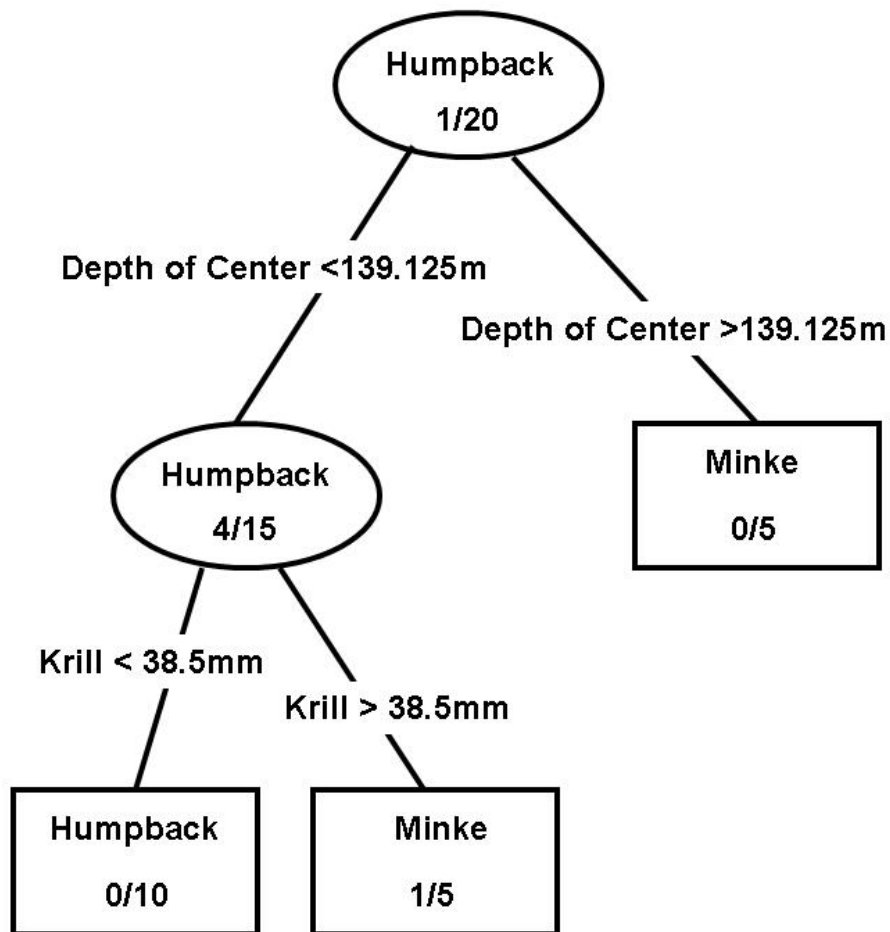 Humpback
1/20
Depth of Center <139.125m
Depth of Center >139.125m
Humpback
4/15
Minke
0/5
Krill < 38.5mm
Krill > 38.5mm
Humpback
0/10
Minke
1/5